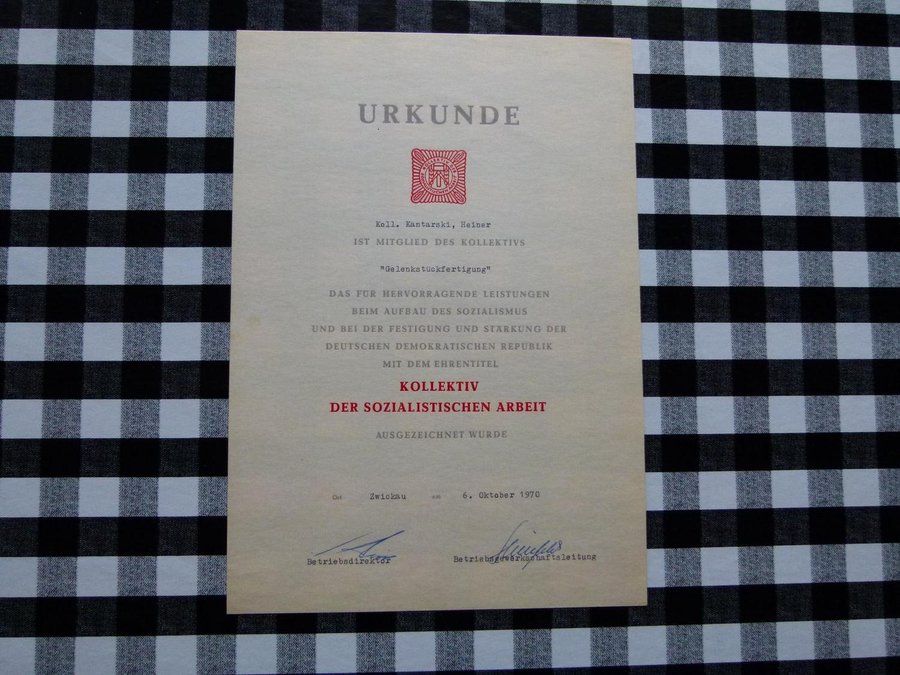 URKUNDE
Koll. Kantarski, Heiner
IST MITGLIED DES KOLLEKTIVS
"Gelenkstückfertigung"
DAS FÜR HERVORRAGENDE LEISTUNGEN
BEIM AUFBAU DES SOZIALISMUS
UND BEI DER FESTIGUNG UND STÄRKUNG DER
DEUTSCHEN DEMOKRATISCHEN REPUBLIK
MIT DEM EHRENTITEL
KOLLEKTIV
DER SOZIALISTISCHEN ARBEIT
AUSGEZEICHNET WURDE
Ort Zwickau am 6. Oktober 1970
Betriebsdirektor Betriebsgewerkschaftsleitung